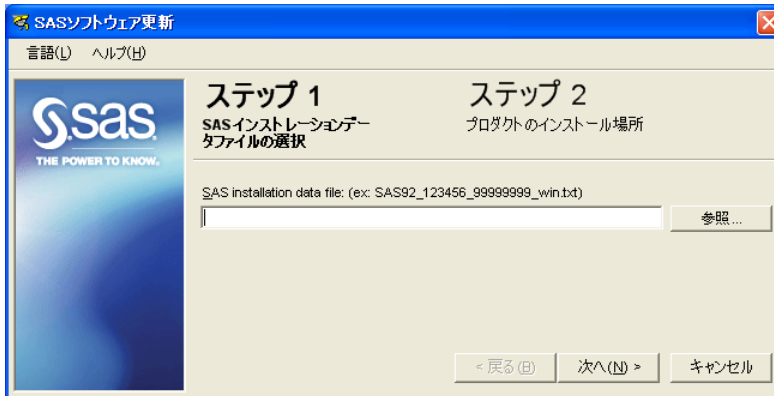 SASソフトウェア更新
言語(L) ヘルプ(H)
sas
THE POWER TO KNOW.
ステップ 1
SASインストレーションデー
タファイルの選択
ステップ 2
プロダクトのインストール場所
SAS installation data file: (ex: SAS92_123456_99999999_win.txt)
参照...
< 戻る(B)
次へ(N) >
キャンセル